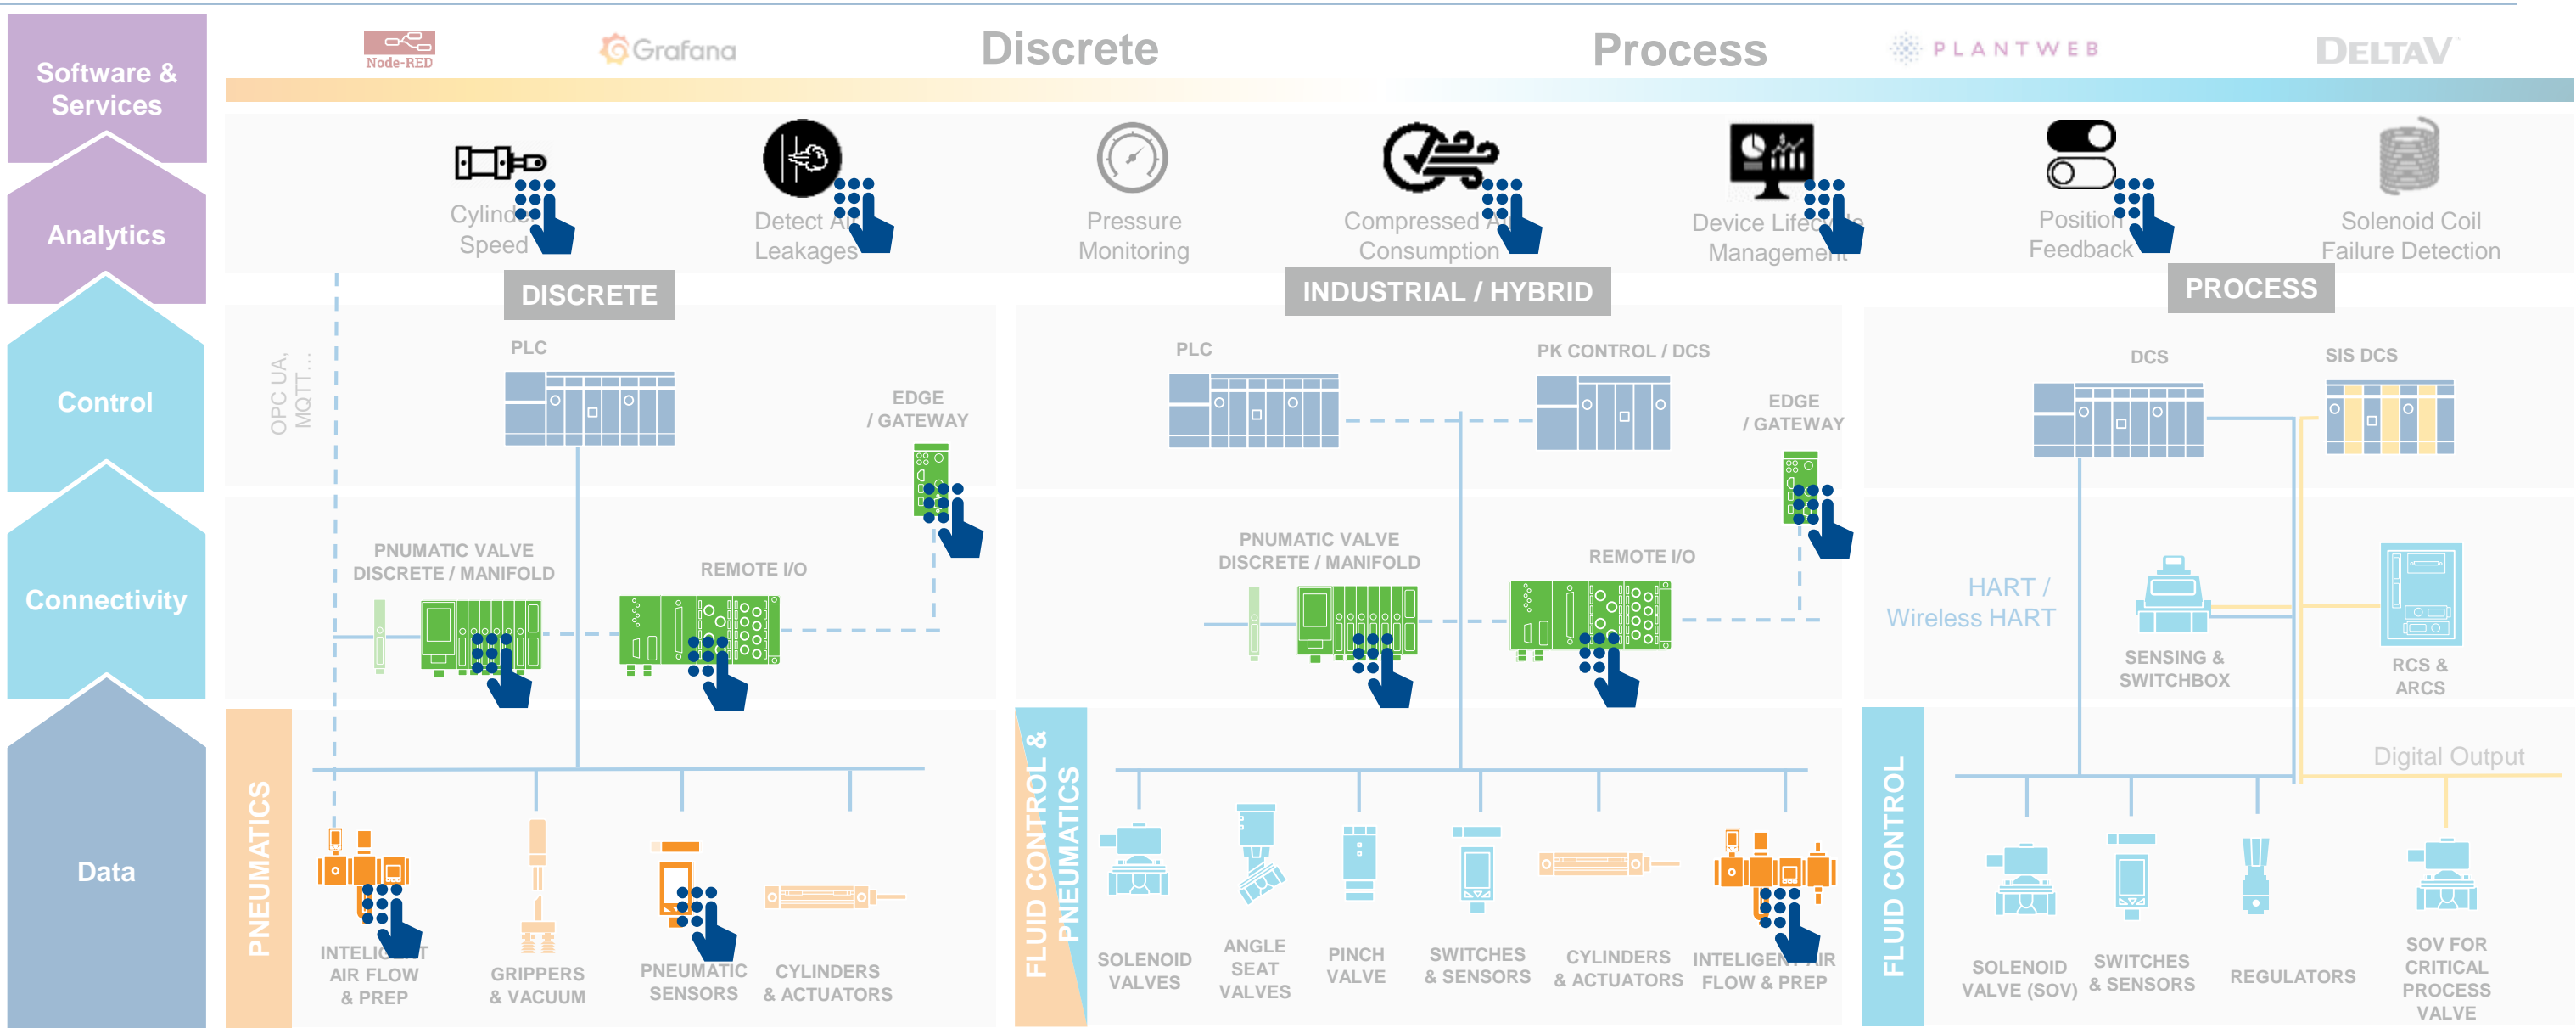 Software &
Services
Analytics
Control
Connectivity
Data
Node-RED
Grafana
Discrete
Process
PLANTWEB
DELTAV™
Cylinder
Speed
Detect Air
Leakages
Pressure
Monitoring
Compressed Air
Consumption
Device Lifecycle
Management
Position
Feedback
Solenoid Coil
Failure Detection
DISCRETE
INDUSTRIAL / HYBRID
PROCESS
OPC UA,
MQTT...
PLC
EDGE
/ GATEWAY
PNUMATIC VALVE
DISCRETE / MANIFOLD
REMOTE I/O
PLC
PK CONTROL / DCS
EDGE
/ GATEWAY
PNUMATIC VALVE
DISCRETE / MANIFOLD
REMOTE I/O
DCS
SIS DCS
HART /
Wireless HART
SENSING &
SWITCHBOX
RCS &
ARCS
Digital Output
PNEUMATICS
INTELIGENT
AIR FLOW
& PREP
GRIPPERS
& VACUUM
PNEUMATIC
SENSORS
CYLINDERS
& ACTUATORS
FLUID CONTROL &
PNEUMATICS
SOLENOID
VALVES
ANGLE
SEAT
VALVES
PINCH
VALVE
SWITCHES
& SENSORS
CYLINDERS
& ACTUATORS
INTELIGENT AIR
FLOW & PREP
FLUID CONTROL
SOLENOID
VALVE (SOV)
SWITCHES
& SENSORS
REGULATORS
SOV FOR
CRITICAL
PROCESS
VALVE